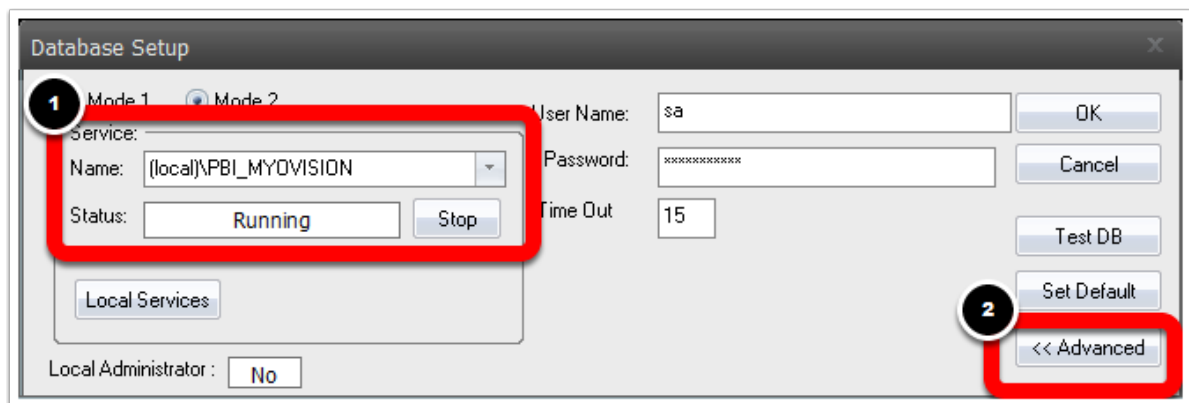 Database Setup
x
1
Mode 1
Mode 2
Service:
Name:
(local)\PBI_MYOVISION
Status:
Running
Stop
Local Services
Local Administrator :
No
User Name:
sa
Password:
xxxxxxxxxxx
Time Out
15
OK
Cancel
Test DB
Set Default
2
<< Advanced